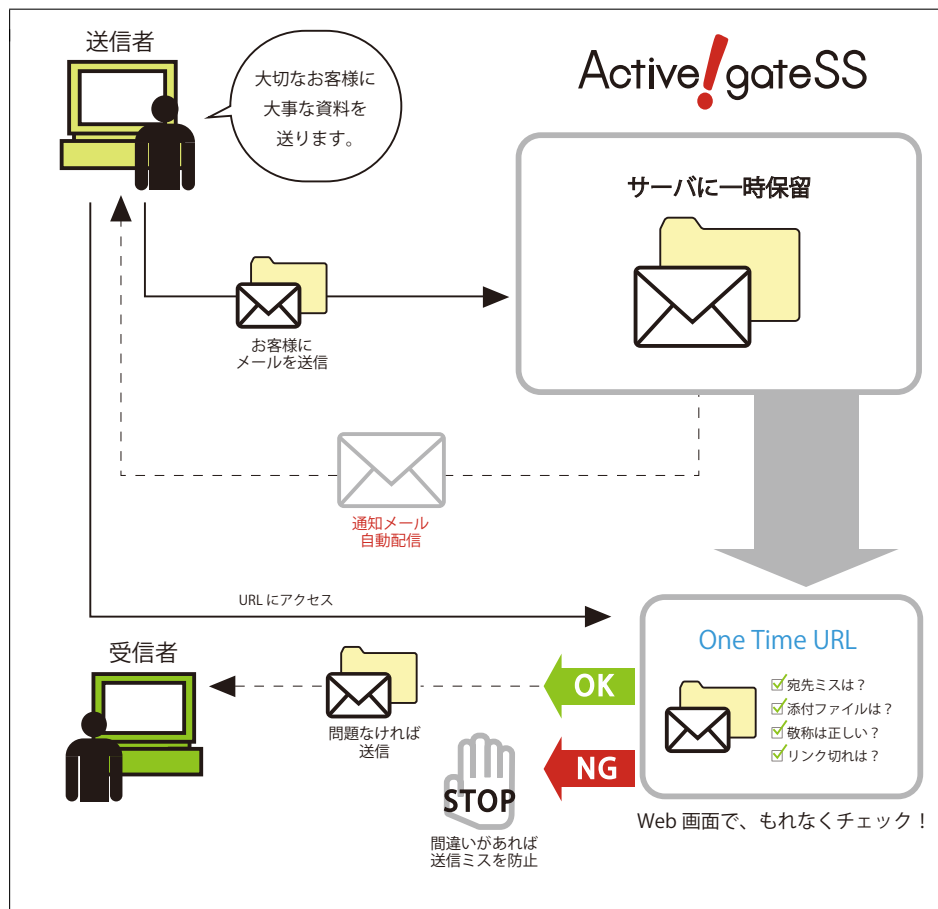 送信者
大切なお客様に
大事な資料を
送ります。
Active!gateSS
サーバに一時保留
お客様に
メールを送信
通知メール
自動配信
URL にアクセス
受信者
問題なければ
送信
OK
NG
STOP
間違いがあれば
送信ミスを防止
One Time URL
宛先ミスは？
添付ファイルは？
敬称は正しい？
リンク切れは？
Web 画面で、もれなくチェック！